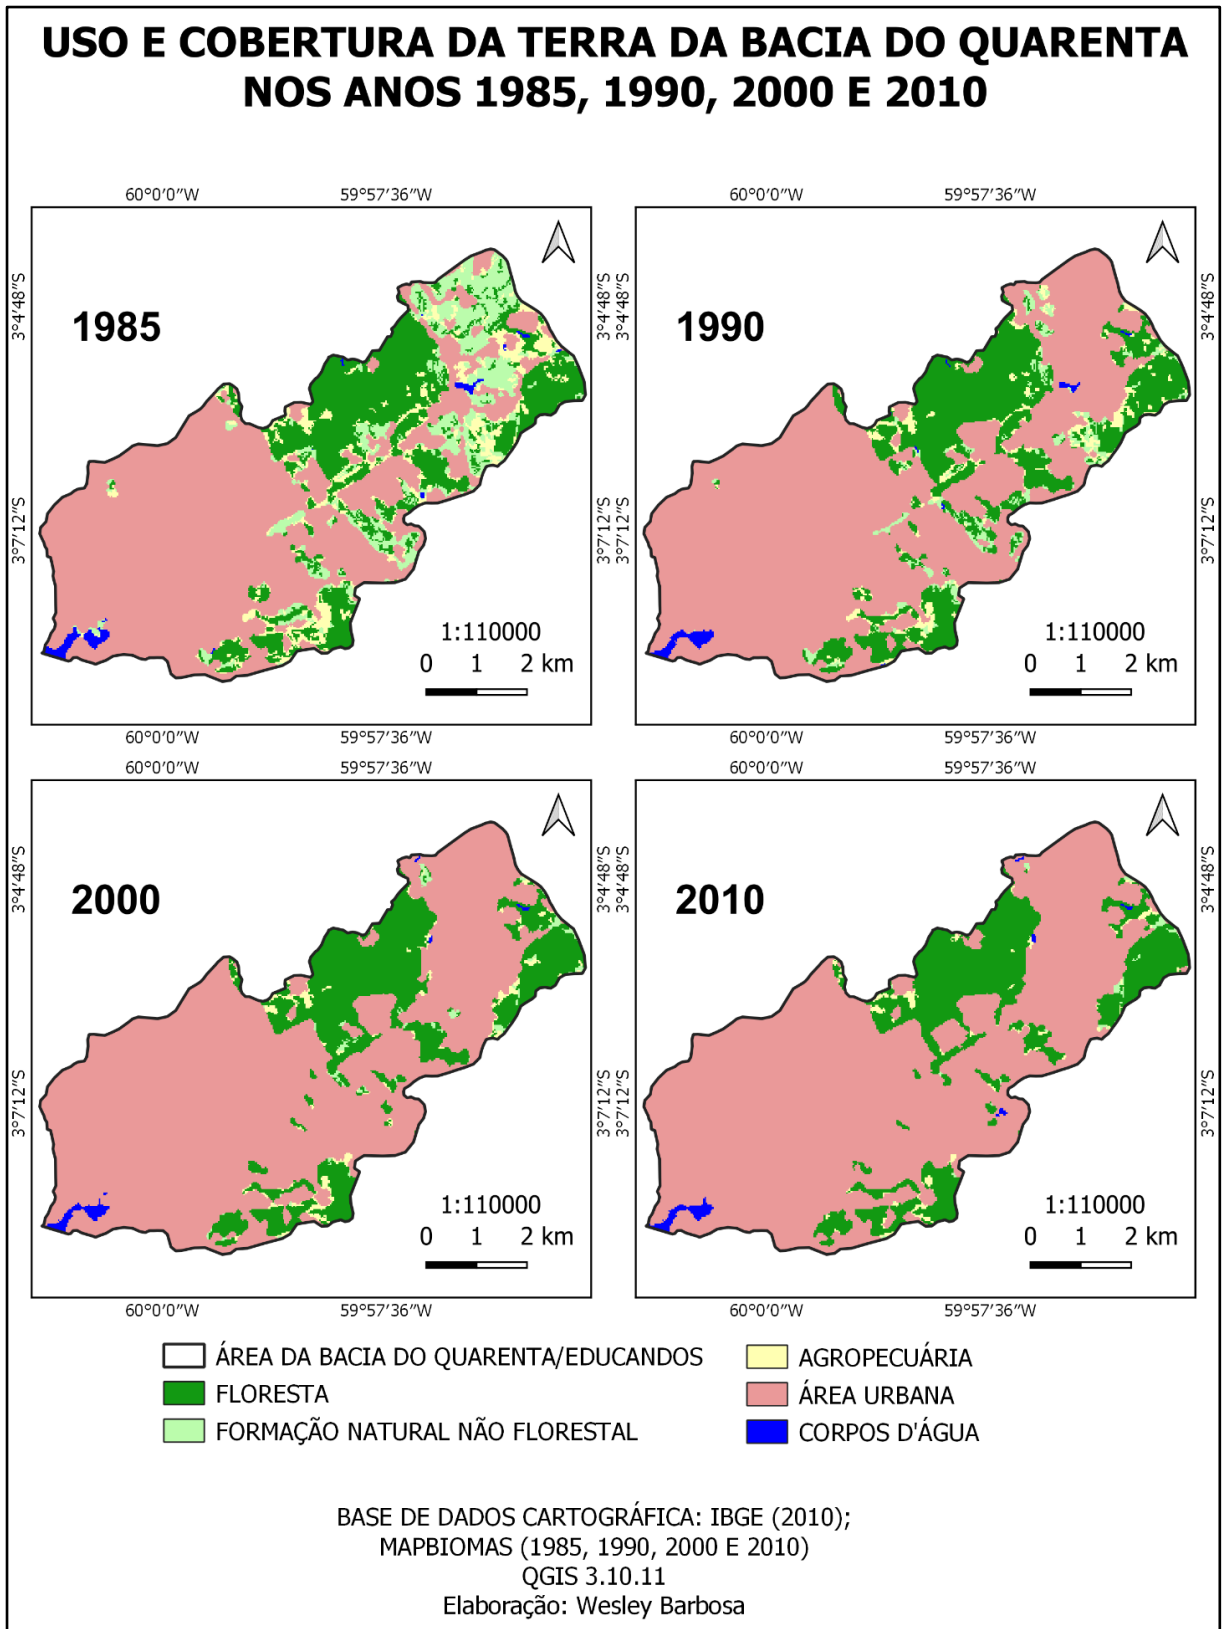 USO E COBERTURA DA TERRA DA BACIA DO QUARENTA
NOS ANOS 1985, 1990, 2000 E 2010
60°0'0"W 59°57'36"W 60°0'0"W 59°57'36"W
3°4'48"S 3°4'48"S 3°4'48"S 3°4'48"S
1985 1990
3°7'12"S 3°7'12"S 3°7'12"S 3°7'12"S
1:110000 1:110000
0 1 2 km 0 1 2 km
60°0'0"W 59°57'36"W 60°0'0"W 59°57'36"W
60°0'0"W 59°57'36"W 60°0'0"W 59°57'36"W
3°4'48"S 3°4'48"S 3°4'48"S 3°4'48"S
2000 2010
3°7'12"S 3°7'12"S 3°7'12"S 3°7'12"S
1:110000 1:110000
0 1 2 km 0 1 2 km
60°0'0"W 59°57'36"W 60°0'0"W 59°57'36"W
ÁREA DA BACIA DO QUARENTA/EDUCANDOS
FLORESTA
FORMAÇÃO NATURAL NÃO FLORESTAL
AGROPECUÁRIA
ÁREA URBANA
CORPOS D'ÁGUA
BASE DE DADOS CARTOGRÁFICA: IBGE (2010);
MAPBIOMAS (1985, 1990, 2000 E 2010)
QGIS 3.10.11
Elaboração: Wesley Barbosa